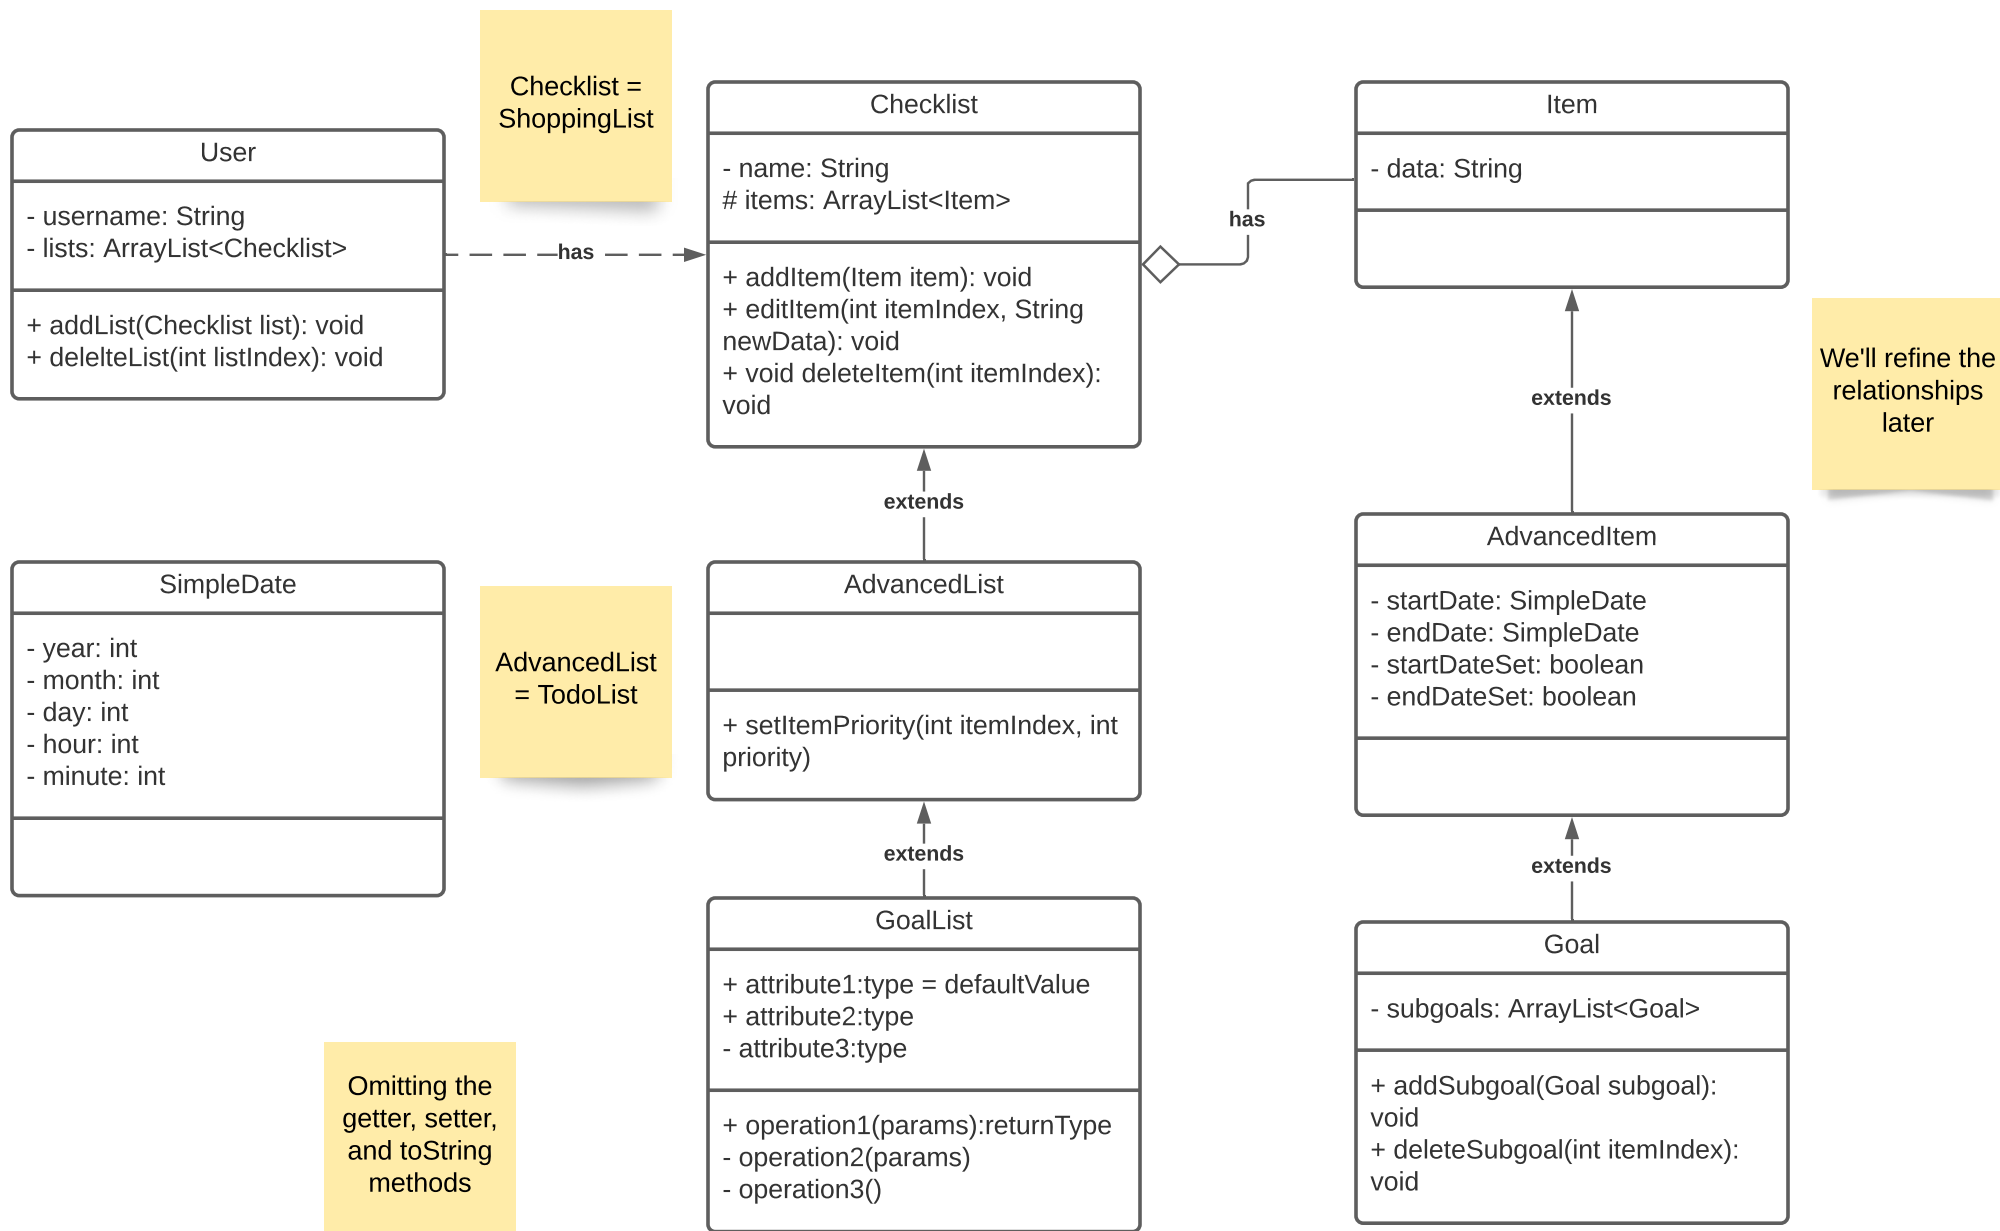 Checklist =
ShoppingList
User
- username: String
- lists: ArrayList<Checklist>
+ addList(Checklist list): void
+ delelteList(int listIndex): void
has
Checklist
- name: String
# items: ArrayList<Item>
+ addItem(Item item): void
+ editItem(int itemIndex, String
newData): void
+ void deleteItem(int itemIndex):
void
has
Item
- data: String
We'll refine the
relationships
later
extends
extends
SimpleDate
- year: int
- month: int
- day: int
- hour: int
- minute: int
AdvancedList
= TodoList
AdvancedList
+ setItemPriority(int itemIndex, int
priority)
AdvancedItem
- startDate: SimpleDate
- endDate: SimpleDate
- startDateSet: boolean
- endDateSet: boolean
extends
extends
Omitting the
getter, setter,
and toString
methods
GoalList
+ attribute1:type = defaultValue
+ attribute2:type
- attribute3:type
+ operation1(params):returnType
- operation2(params)
- operation3()
Goal
- subgoals: ArrayList<Goal>
+ addSubgoal(Goal subgoal):
void
+ deleteSubgoal(int itemIndex):
void